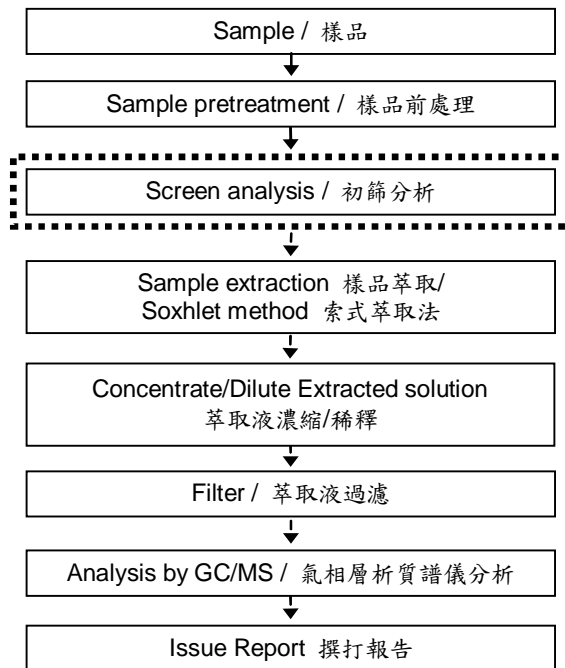 Sample / 樣品
Sample pretreatment / 樣品前處理
Screen analysis / 初篩分析
Sample extraction 樣品萃取/
Soxhlet method 索式萃取法
Concentrate/Dilute Extracted solution
萃取液濃縮/稀釋
Filter / 萃取液過濾
Analysis by GC/MS / 氣相層析質譜儀分析
Issue Report 撰打報告